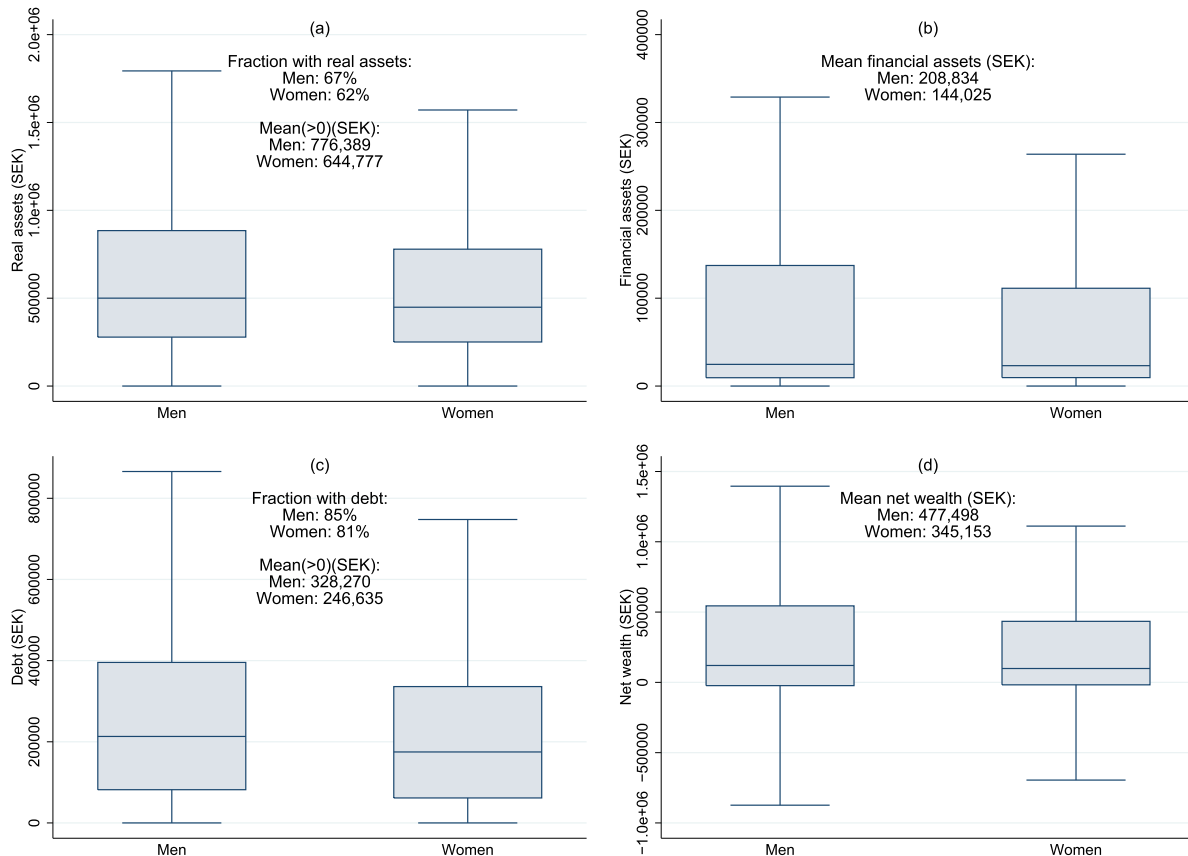 (a)
Fraction with real assets:
Men: 67%
Women: 62%
Mean(>0)(SEK):
Men: 776,389
Women: 644,777
Real assets (SEK)
2.0e+06
1.5e+06
1.0e+06
500000
0
Men
Women
(b)
Mean financial assets (SEK):
Men: 208,834
Women: 144,025
Financial assets (SEK)
400000
300000
200000
100000
0
Men
Women
(c)
Fraction with debt:
Men: 85%
Women: 81%
Mean(>0)(SEK):
Men: 328,270
Women: 246,635
Debt (SEK)
800000
600000
400000
200000
0
Men
Women
(d)
Mean net wealth (SEK):
Men: 477,498
Women: 345,153
Net wealth (SEK)
1.5e+06
1.0e+06
500000
0
−500000
−1.0e+06
Men
Women